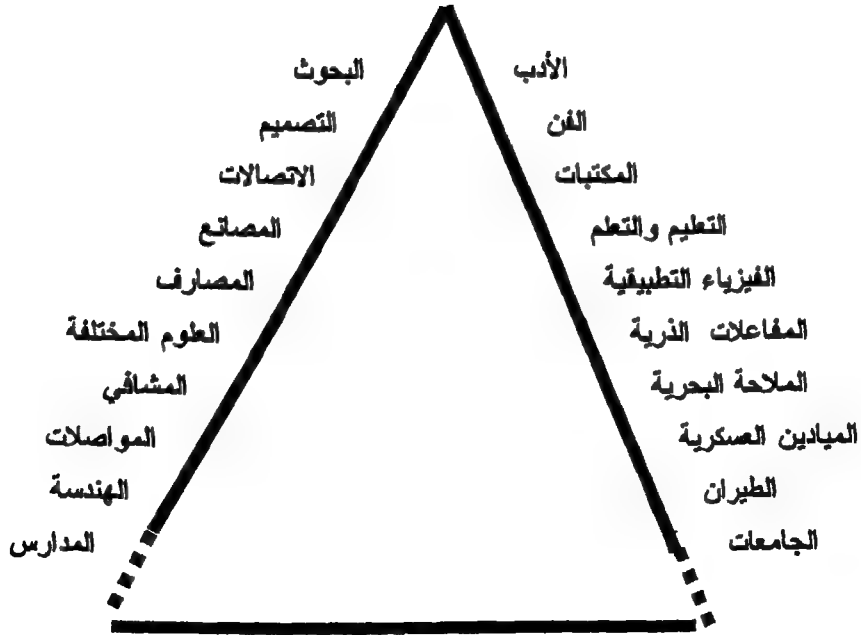 الأدب
الفن
المكتبات
التعليم والتعلم
الفيزياء التطبيقية
المفاعلات الذرية
الملاحة البحرية
الميادين العسكرية
الطيران
الجامعات
البحوث
التصميم
الاتصالات
المصانع
المصارف
العلوم المختلفة
المشافي
المواصلات
الهندسة
المدارس